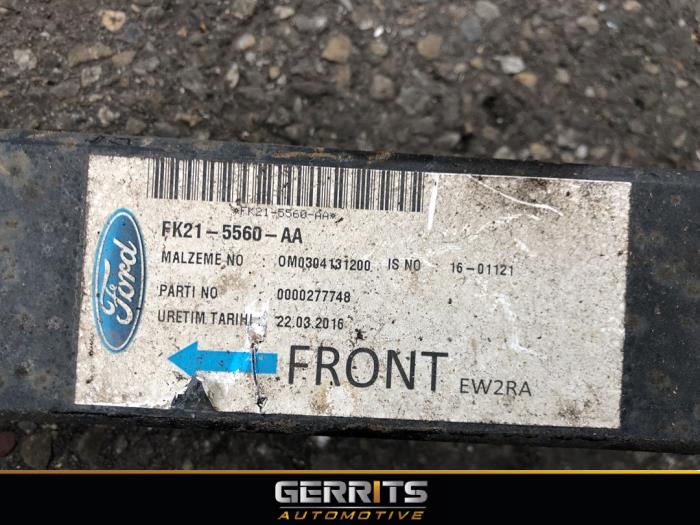 *FK21-5560-AA*
FK21-5560-AA
MALZEME NO 0M0304131200 IS NO 16-01121
PARTI NO 0000277748
URETIM TARIHI 22.03.2016
Ford
FRONT EW2RA
GERRITS
AUTOMOTIVE